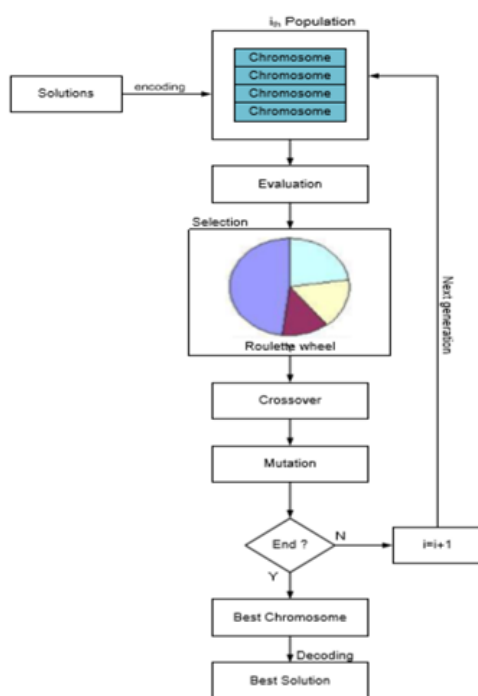 ith Population
Chromosome
Chromosome
Chromosome
Chromosome
Solutions
encoding
Evaluation
Selection
Roulette wheel
Next generation
Crossover
Mutation
End ?
N
i=i+1
Y
Best Chromosome
Decoding
Best Solution